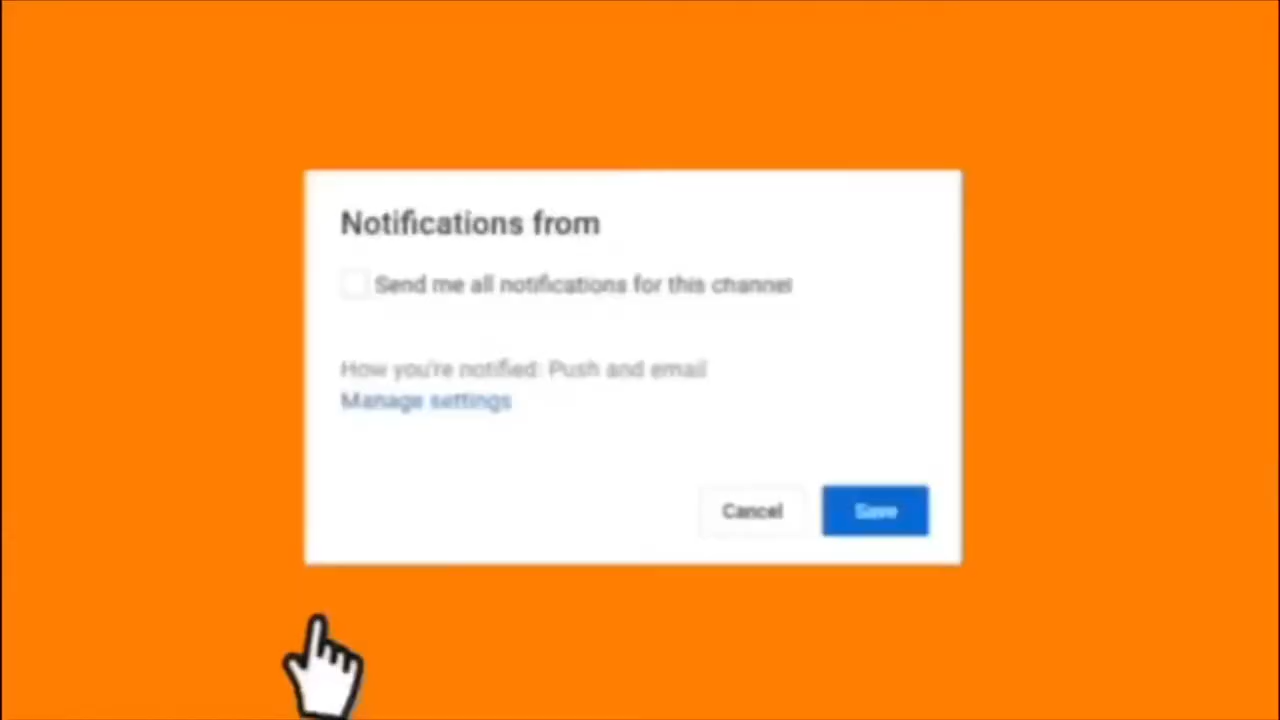 Notifications from
Send me all notifications for this channel
How you're notified: Push and email
Manage settings
Cancel
Save